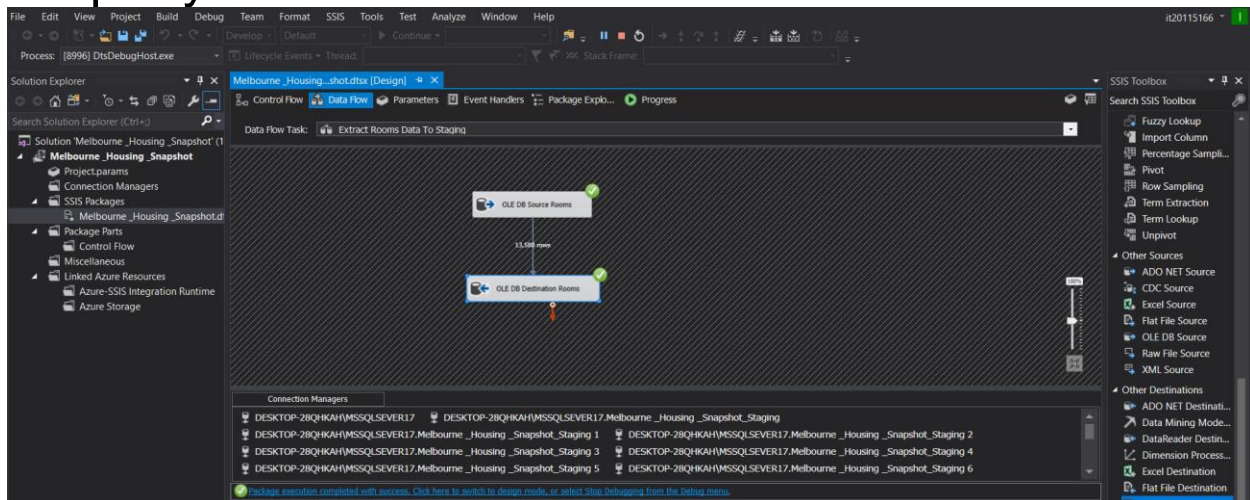 File Edit View Project Build Debug Team Format SSIS Tools Test Analyze Window Help
it20115166
Develop Default Continue
Process: [8996] DtsDebugHost.exe Lifecycle Events Thread: Stack Frame:
Solution Explorer
Search Solution Explorer (Ctrl+;)
Solution 'Melbourne _Housing _Snapshot' (1
Melbourne _Housing _Snapshot
Project.params
Connection Managers
SSIS Packages
Melbourne _Housing _Snapshot.d
Package Parts
Control Flow
Miscellaneous
Linked Azure Resources
Azure-SSIS Integration Runtime
Azure Storage
Melbourne _Housing...shot.dtsx [Design]
Control Flow Data Flow Parameters Event Handlers Package Explo... Progress
Data Flow Task: Extract Rooms Data To Staging
OLE DB Source Rooms
13,580 rows
OLE DB Destination Rooms
100%
Connection Managers
DESKTOP-28QHKAH\MSSQLSEVER17 DESKTOP-28QHKAH\MSSQLSEVER17.Melbourne _Housing _Snapshot_Staging
DESKTOP-28QHKAH\MSSQLSEVER17.Melbourne _Housing _Snapshot_Staging 1 DESKTOP-28QHKAH\MSSQLSEVER17.Melbourne _Housing _Snapshot_Staging 2
DESKTOP-28QHKAH\MSSQLSEVER17.Melbourne _Housing _Snapshot_Staging 3 DESKTOP-28QHKAH\MSSQLSEVER17.Melbourne _Housing _Snapshot_Staging 4
DESKTOP-28QHKAH\MSSQLSEVER17.Melbourne _Housing _Snapshot_Staging 5 DESKTOP-28QHKAH\MSSQLSEVER17.Melbourne _Housing _Snapshot_Staging 6
Package execution completed with success. Click here to switch to design mode, or select Stop Debugging from the Debug menu.
SSIS Toolbox
Search SSIS Toolbox
Fuzzy Lookup
Import Column
Percentage Sampli...
Pivot
Row Sampling
Term Extraction
Term Lookup
Unpivot
Other Sources
ADO NET Source
CDC Source
Excel Source
Flat File Source
OLE DB Source
Raw File Source
XML Source
Other Destinations
ADO NET Destinati...
Data Mining Mode...
DataReader Destin...
Dimension Process...
Excel Destination
Flat File Destination